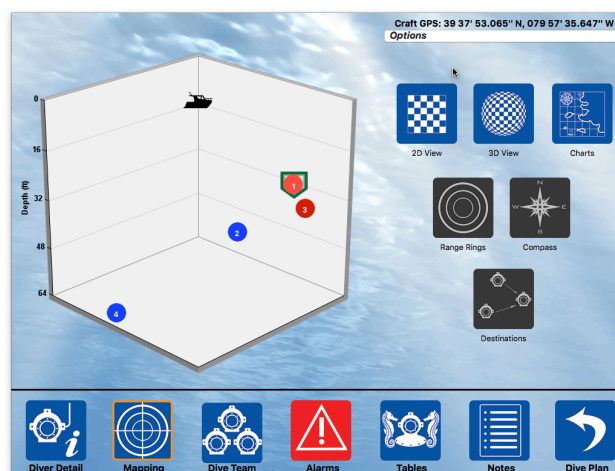 Craft GPS: 39 37' 53.065" N, 079 57' 35.647" W
Options
0
16
32
48
64
Depth (ft)
1
3
2
4
2D View
3D View
Charts
N
W
E
S
Range Rings
Compass
Destinations
Diver Detail
Mapping
Dive Team
Alarms
Tables
Notes
Dive Plan